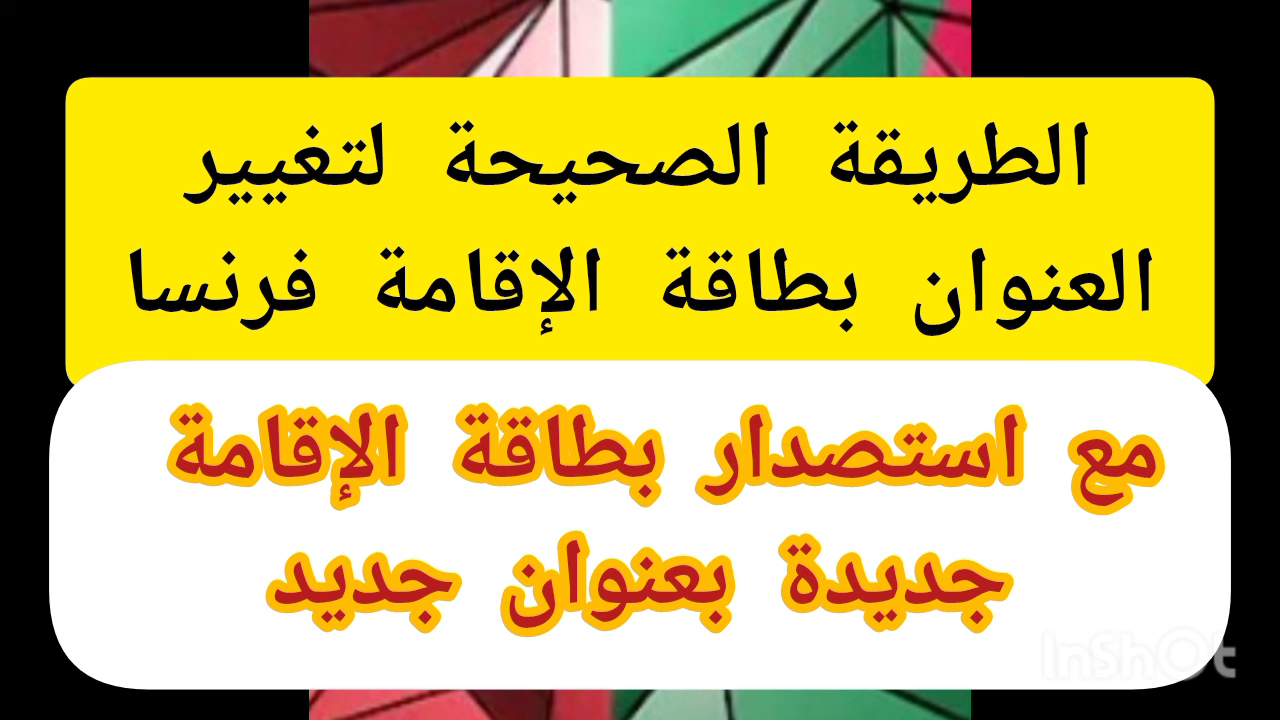 الطريقة الصحيحة لتغيير
العنوان بطاقة الإقامة فرنسا
مع استصدار بطاقة الإقامة
جديدة بعنوان جديد
InShOt